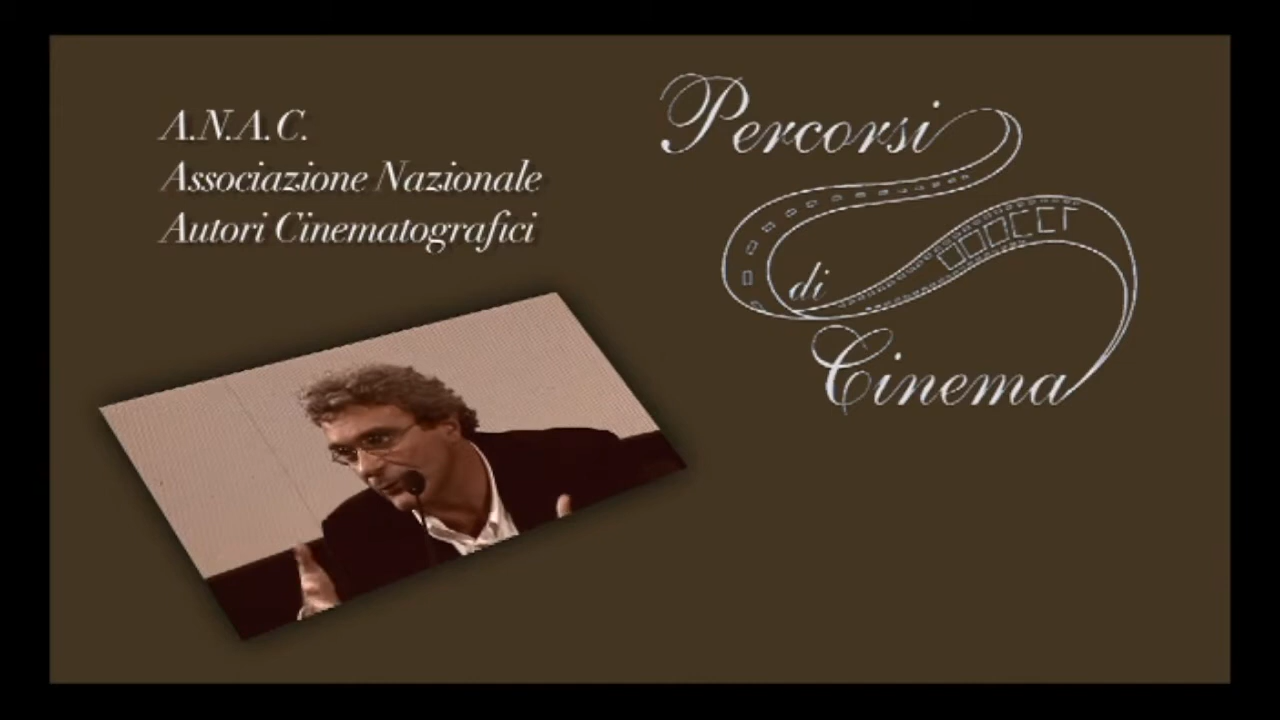 A.N.A.C.
Associazione Nazionale
Autori Cinematografici
Percorsi
di
Cinema